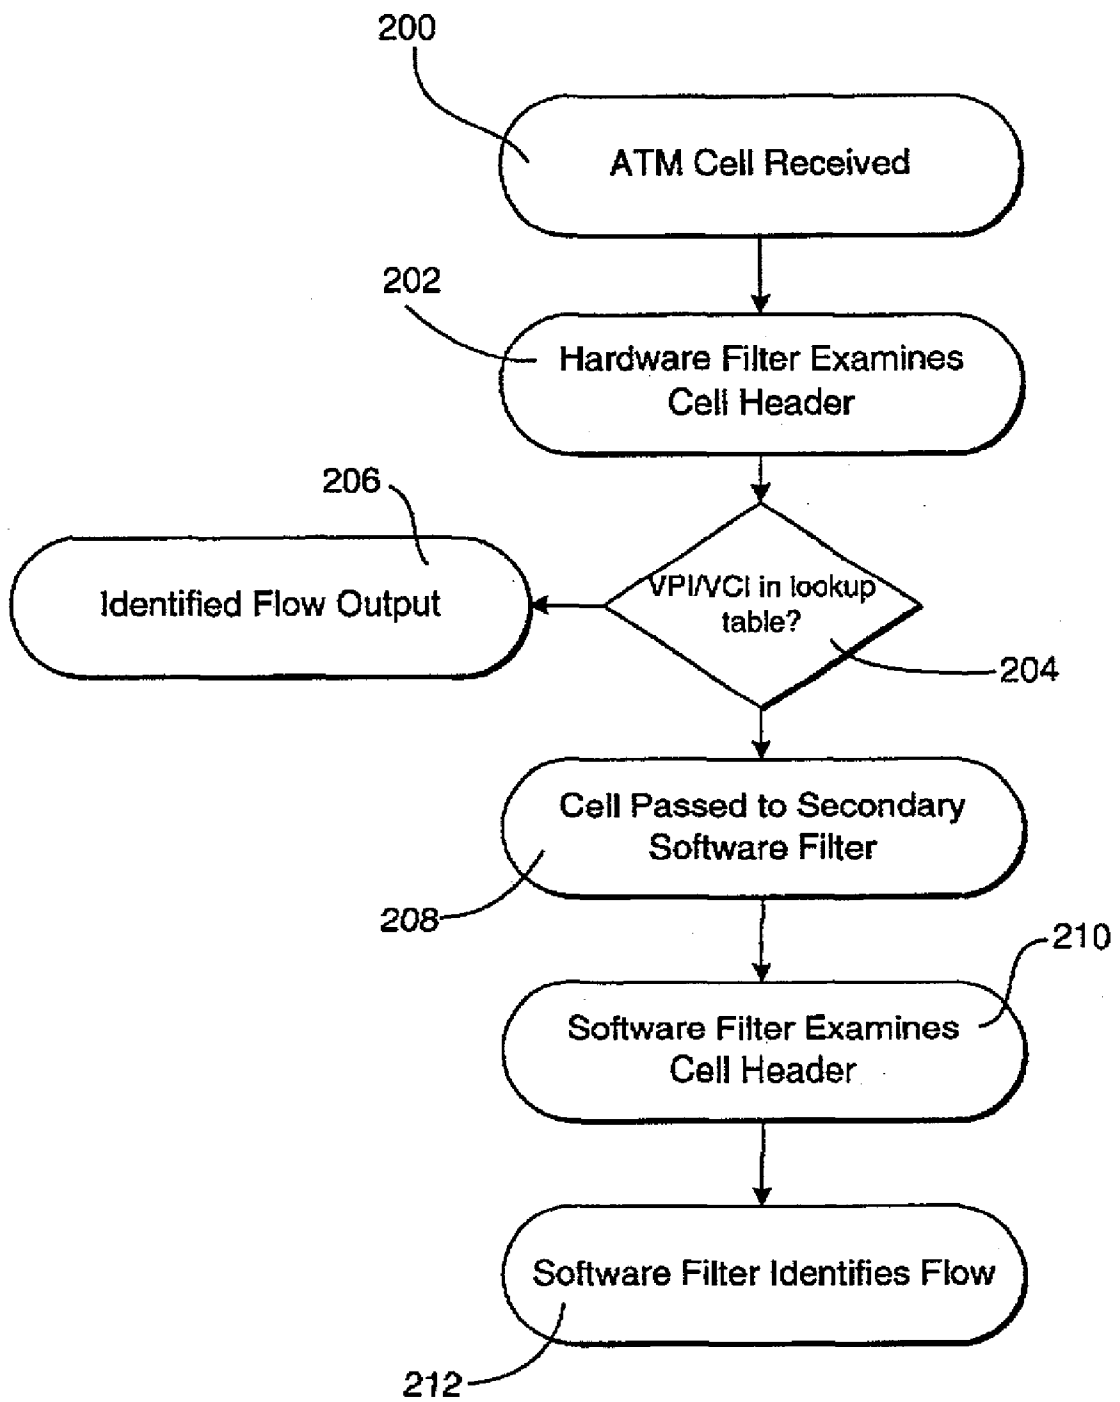 200
ATM Cell Received
202
Hardware Filter Examines
Cell Header
206
Identified Flow Output
VPI/VCI in lookup
table?
204
Cell Passed to Secondary
Software Filter
208
210
Software Filter Examines
Cell Header
Software Filter Identifies Flow
212